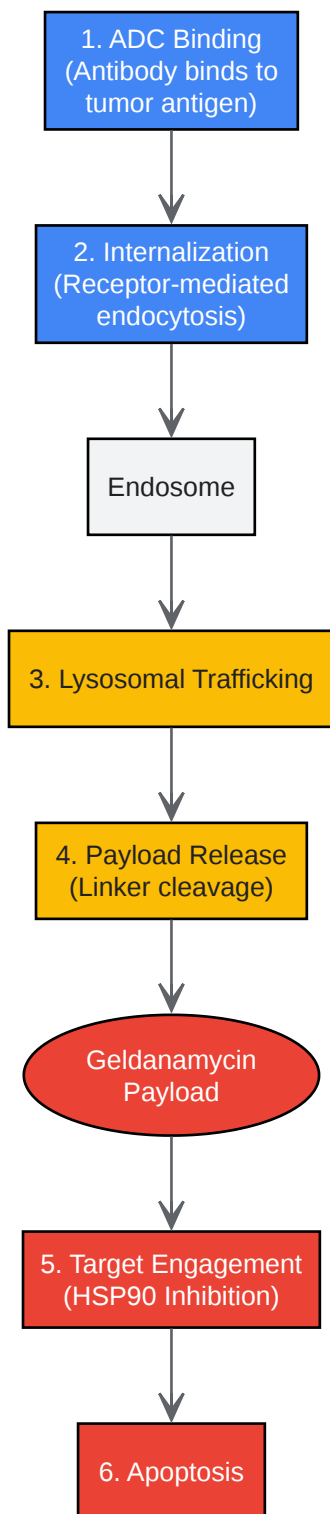 1. ADC Binding
(Antibody binds to
tumor antigen)
2. Internalization
(Receptor-mediated
endocytosis)
Endosome
3. Lysosomal Trafficking
4. Payload Release
(Linker cleavage)
Geldanamycin
Payload
5. Target Engagement
(HSP90 Inhibition)
6. Apoptosis